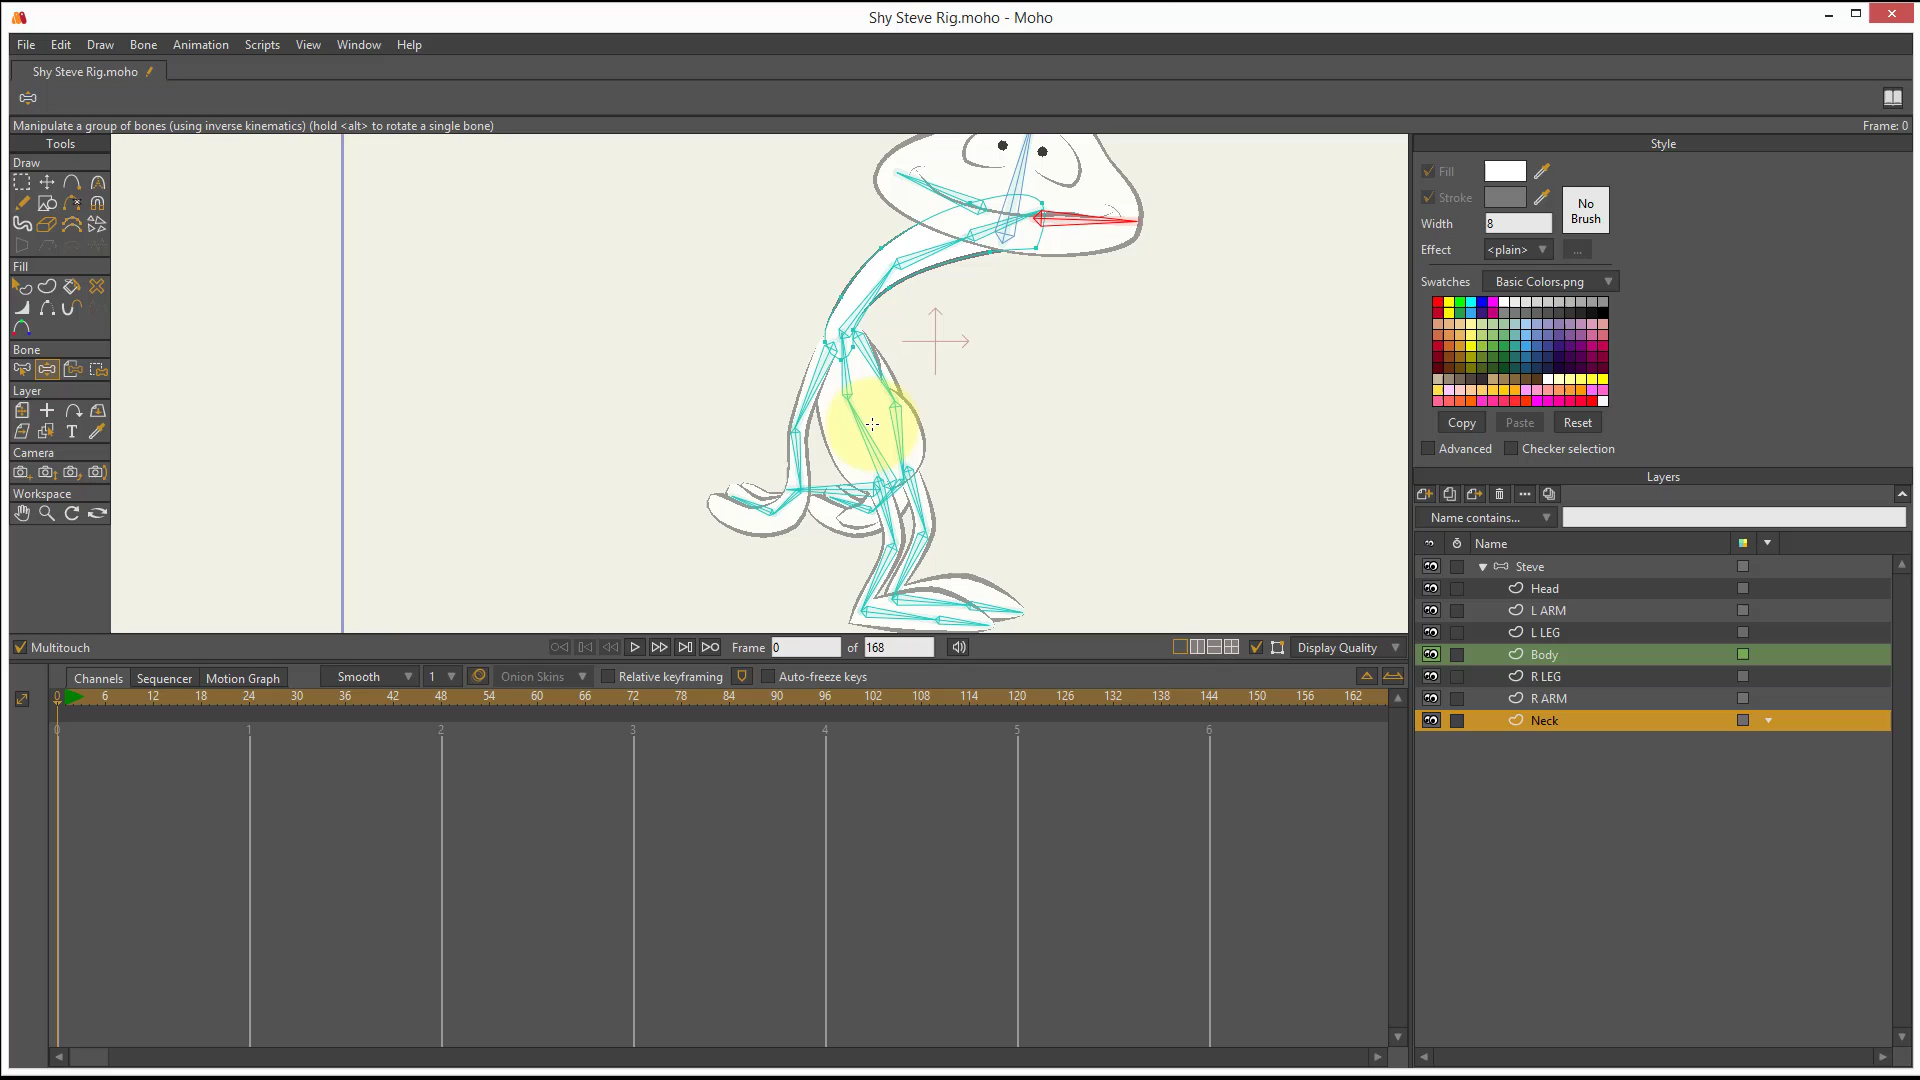 Shy Steve Rig.moho - Moho
File Edit Draw Bone Animation Scripts View Window Help
Shy Steve Rig.moho
Manipulate a group of bones (using inverse kinematics) (hold <alt> to rotate a single bone)
Frame: 0
Tools
Draw
Fill
Bone
Layer
Camera
Workspace
Style
Fill
Stroke
No Brush
Width 8
Effect <plain> ...
Swatches Basic Colors.png
Copy Paste Reset
Advanced Checker selection
Layers
Name contains...
Name
Steve
Head
L ARM
L LEG
Body
R LEG
R ARM
Neck
Multitouch
Frame 0 of 168
Display Quality
Channels Sequencer Motion Graph Smooth 1 Onion Skins Relative keyframing Auto-freeze keys
0 6 12 18 24 30 36 42 48 54 60 66 72 78 84 90 96 102 108 114 120 126 132 138 144 150 156 162
0 1 2 3 4 5 6